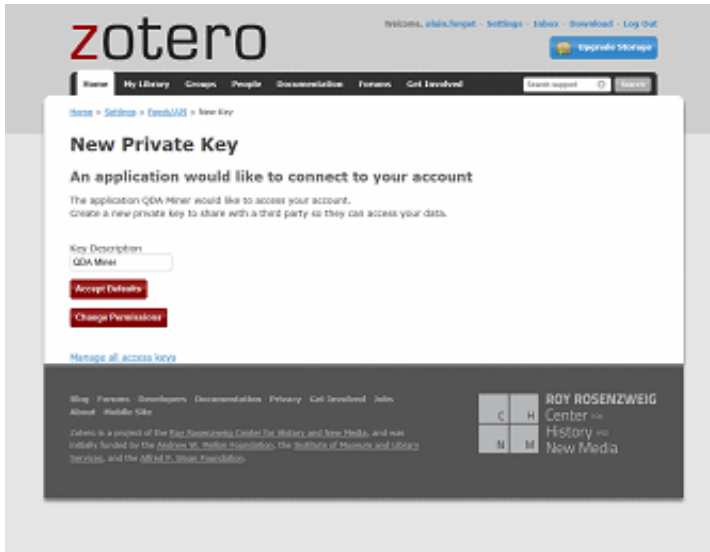 zotero
Welcome, alain.forget - Settings - Inbox - Download - Log Out
Upgrade Storage
Home My Library Groups People Documentation Forums Get Involved
Search support Search
Home > Settings > Feeds/API > New Key
New Private Key
An application would like to connect to your account
The application QDA Miner would like to access your account.
Create a new private key to share with a third party so they can access your data.
Key Description
QDA Miner
Accept Defaults
Change Permissions
Manage all access keys
Blog Forums Developers Documentation Privacy Get Involved Jobs
About Mobile Site
Zotero is a project of the Roy Rosenzweig Center for History and New Media, and was
initially funded by the Andrew W. Mellon Foundation, the Institute of Museum and Library
Services, and the Alfred P. Sloan Foundation.
C H
N M
ROY ROSENZWEIG
Center FOR
History AND
New Media